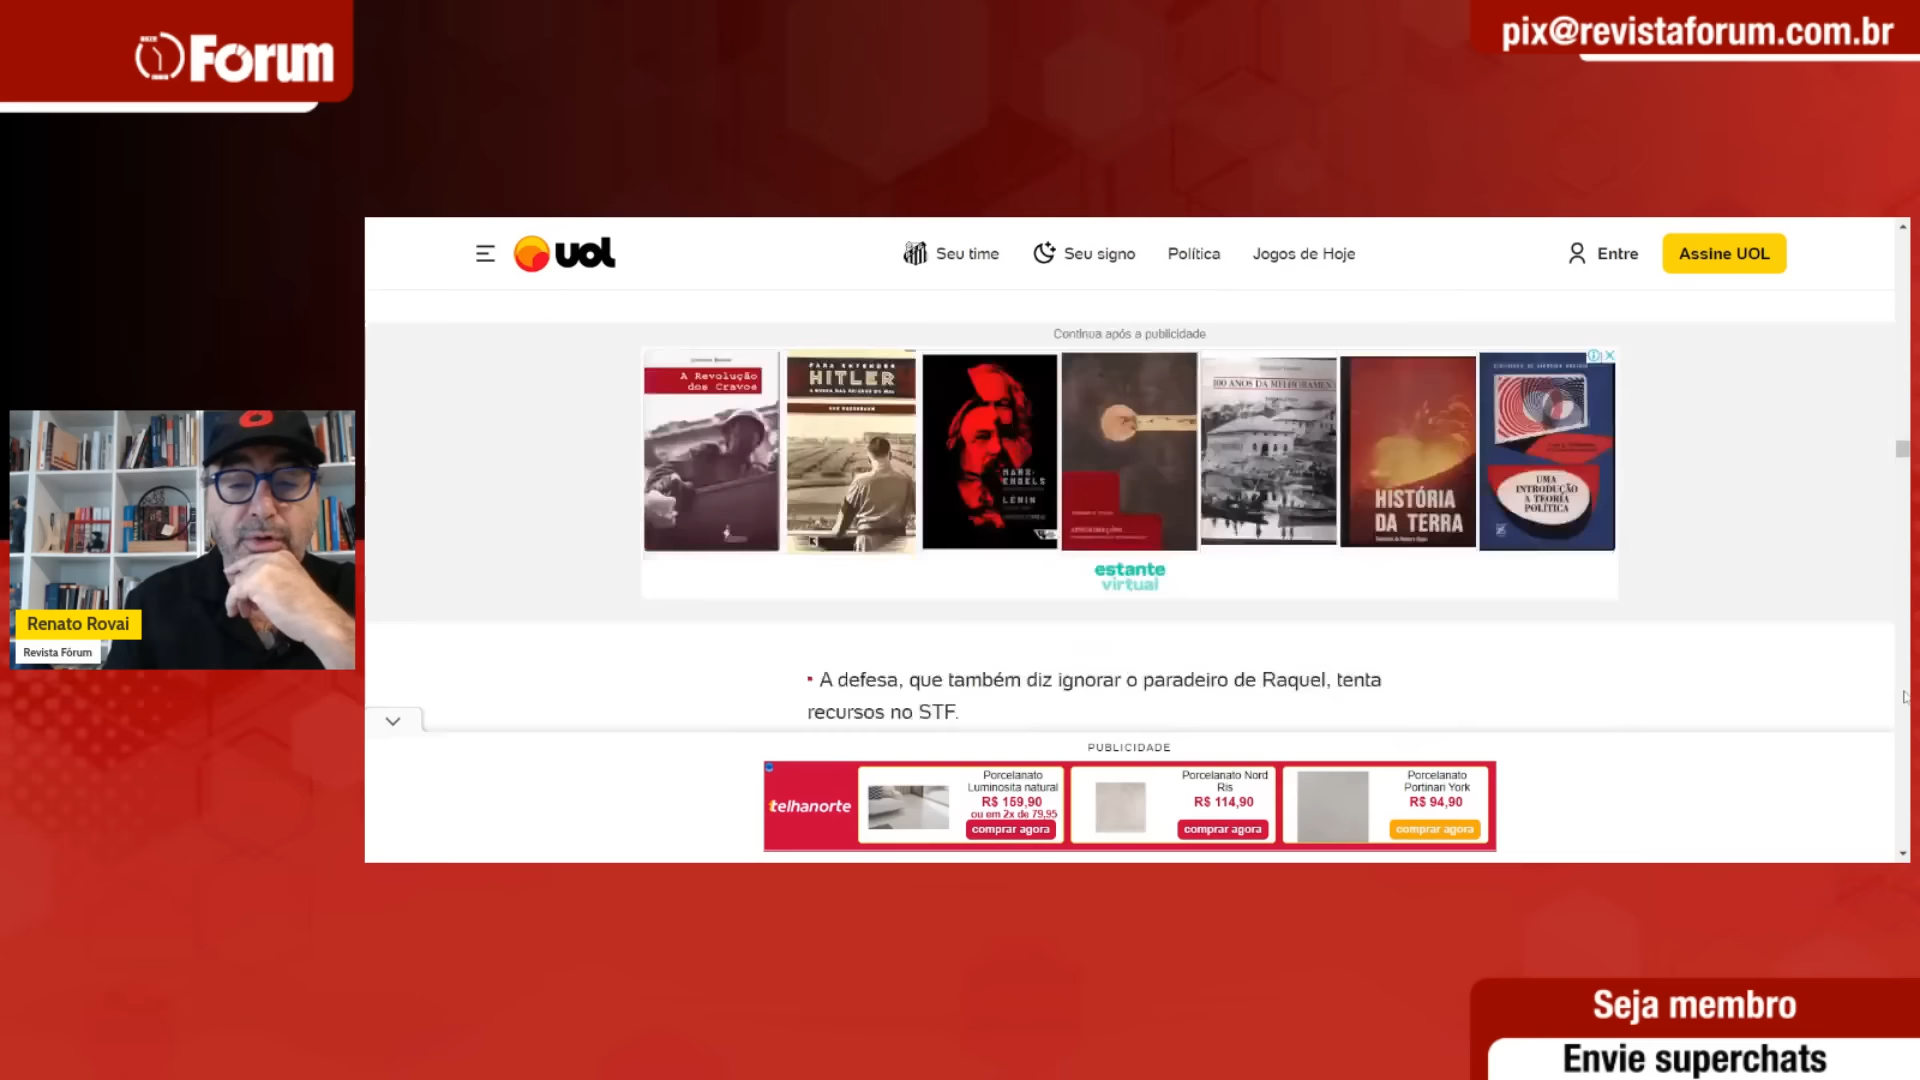 Forum
pix@revistaforum.com.br
uol
Seu time
Seu signo
Política
Jogos de Hoje
Entre
Assine UOL
Continua após a publicidade
A Revolução
dos Cravos
PARA ENTENDER
HITLER
MARX
ENGELS
LENIN
100 ANOS DA MELHORAMENTOS
HISTÓRIA
DA TERRA
UMA
INTRODUÇÃO
À TEORIA
POLÍTICA
estante
virtual
Renato Rovai
Revista Fórum
• A defesa, que também diz ignorar o paradeiro de Raquel, tenta
recursos no STF.
PUBLICIDADE
telhanorte
Porcelanato
Luminosita natural
R$ 159,90
ou em 2x de 79,95
comprar agora
Porcelanato Nord
Ris
R$ 114,90
comprar agora
Porcelanato
Portinari York
R$ 94,90
comprar agora
Seja membro
Envie superchats